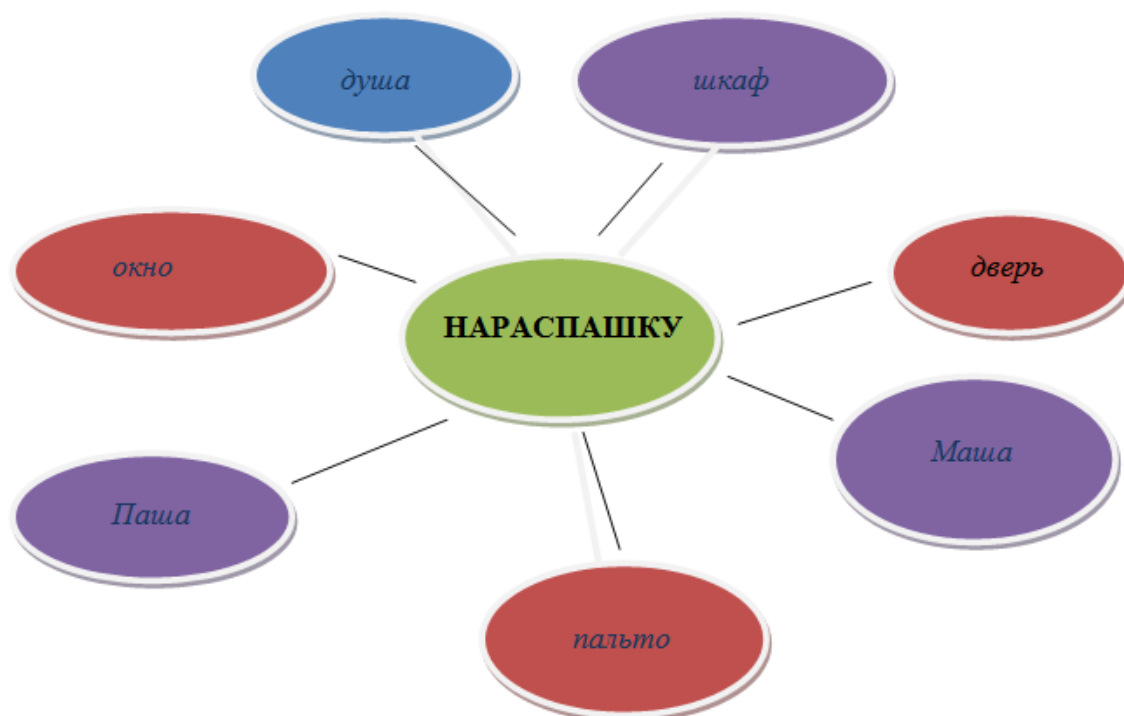 душа
шкаф
окно
дверь
НАРАСПАШКУ
Маша
Паша
пальто